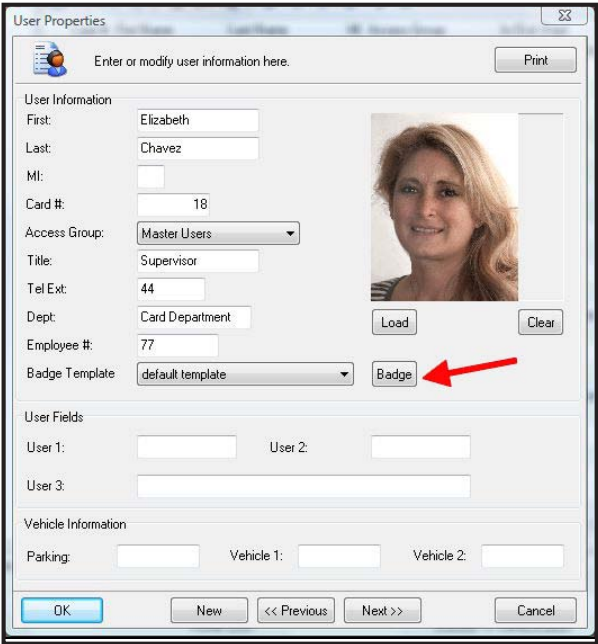 User Properties
Enter or modify user information here.
Print
User Information
First: Elizabeth
Last: Chavez
MI:
Card #: 18
Access Group: Master Users
Title: Supervisor
Tel Ext: 44
Dept: Card Department
Load
Clear
Employee #: 77
Badge Template default template Badge
User Fields
User 1: User 2:
User 3:
Vehicle Information
Parking: Vehicle 1: Vehicle 2:
OK New << Previous Next >> Cancel